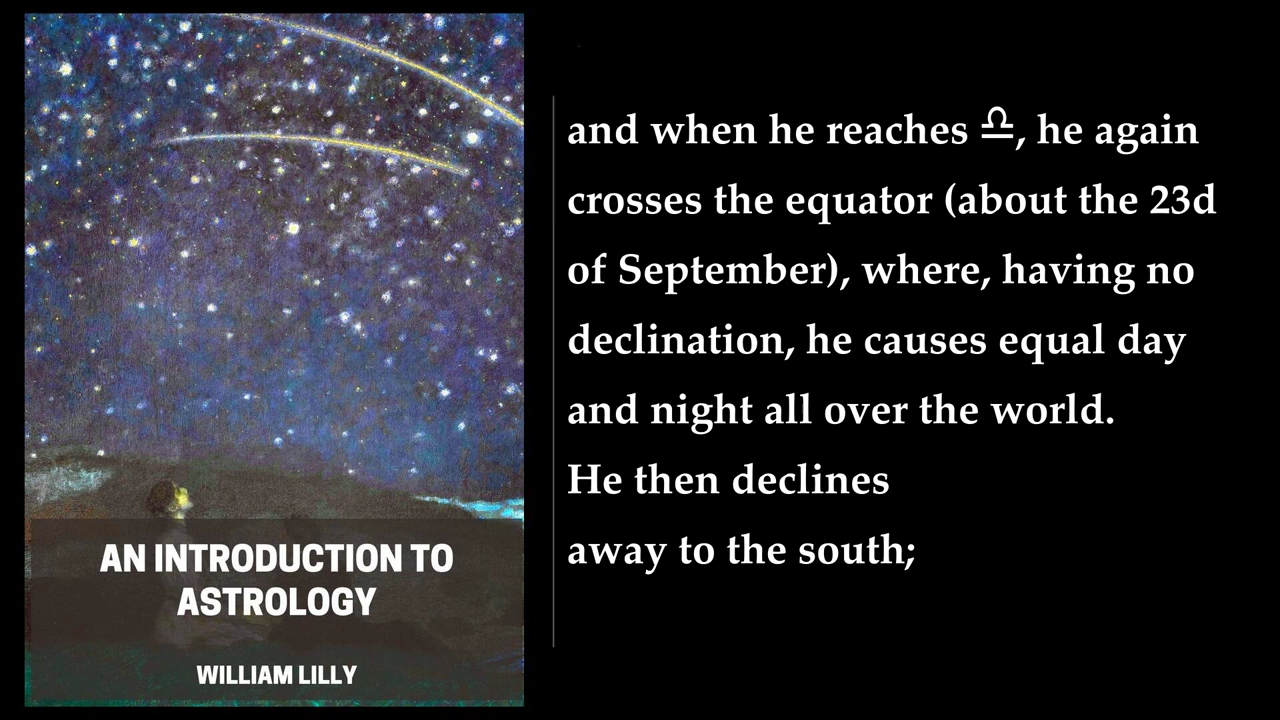 and when he reaches ♎, he again
crosses the equator (about the 23d
of September), where, having no
declination, he causes equal day
and night all over the world.
He then declines
away to the south;
AN INTRODUCTION TO
ASTROLOGY
WILLIAM LILLY